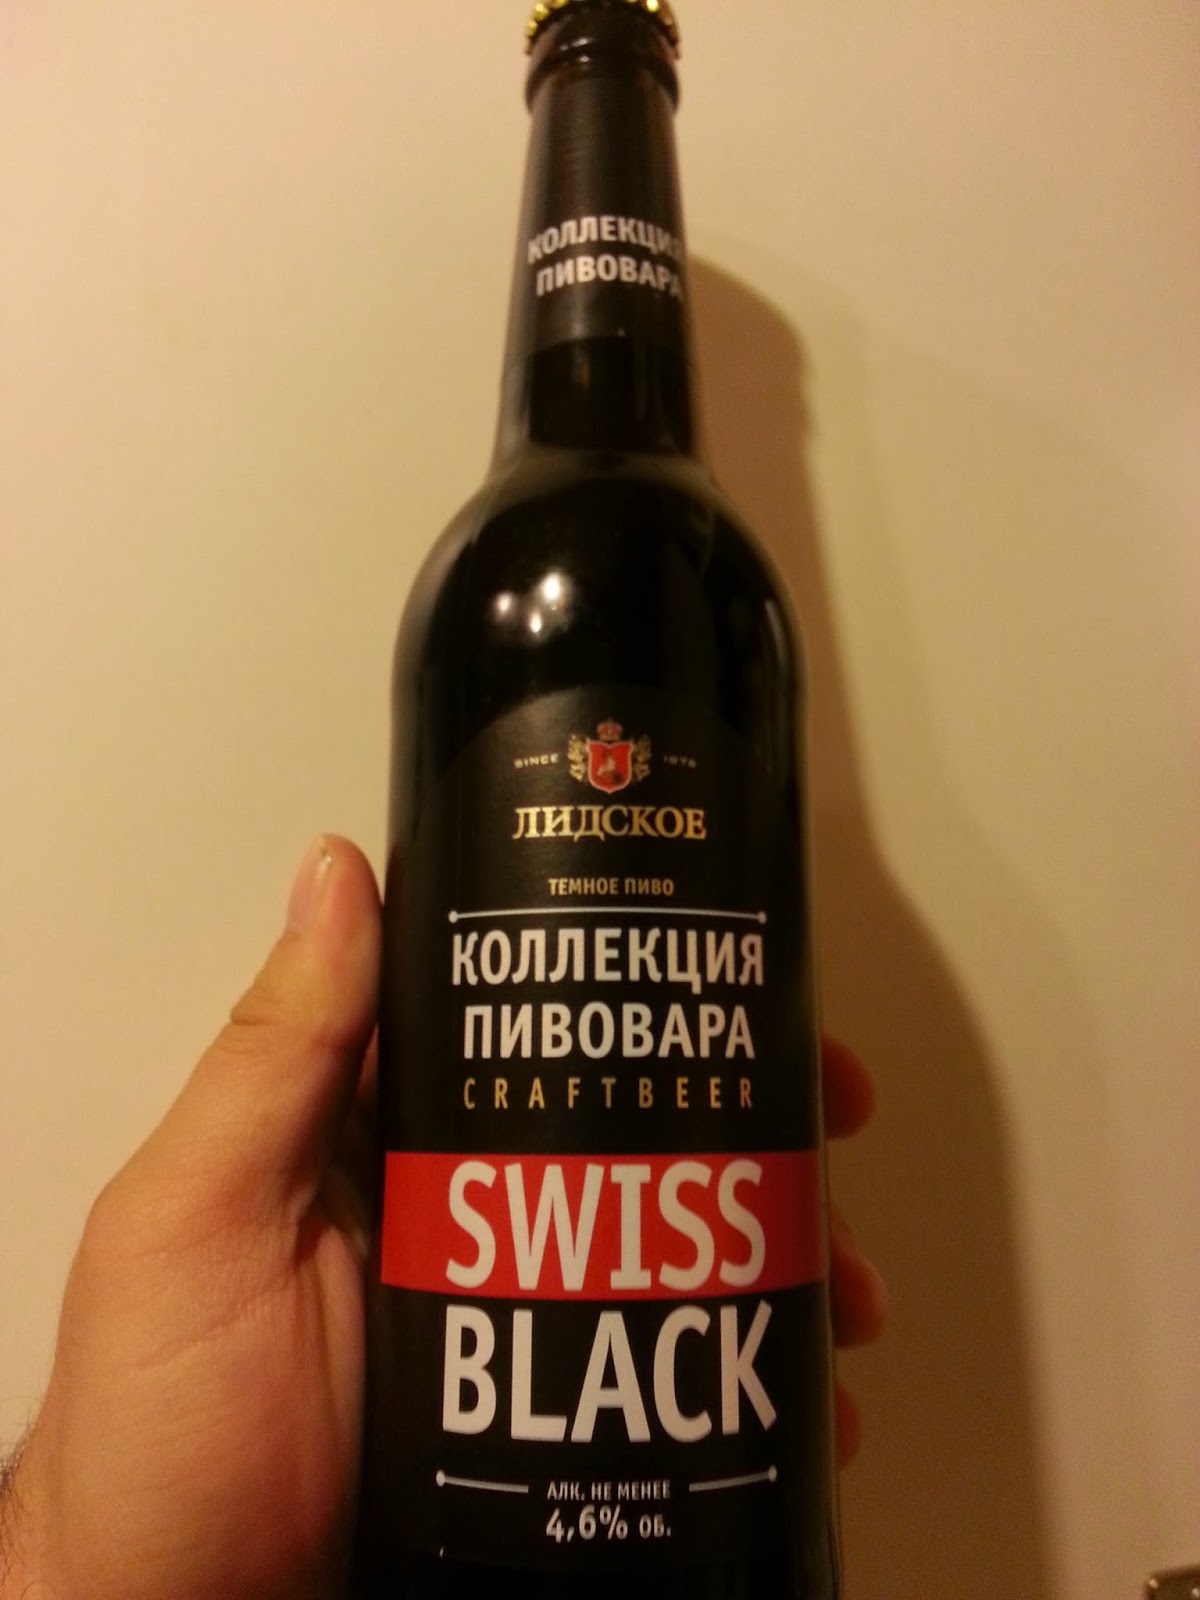 КОЛЛЕКЦИЯ
ПИВОВАРА
SINCE 1876
ЛИДСКОЕ
ТЕМНОЕ ПИВО
КОЛЛЕКЦИЯ
ПИВОВАРА
CRAFTBEER
SWISS
BLACK
АЛК. НЕ МЕНЕЕ
4,6% ОБ.